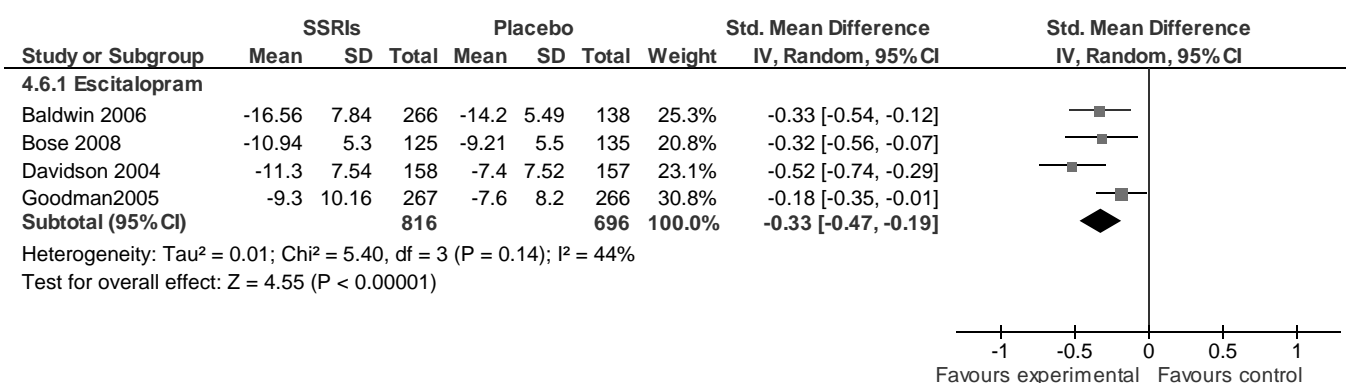 SSRIs Placebo Std. Mean Difference Std. Mean Difference
Study or Subgroup Mean SD Total Mean SD Total Weight IV, Random, 95% CI IV, Random, 95% CI
4.6.1 Escitalopram
Baldwin 2006 -16.56 7.84 266 -14.2 5.49 138 25.3% -0.33 [-0.54, -0.12]
Bose 2008 -10.94 5.3 125 -9.21 5.5 135 20.8% -0.32 [-0.56, -0.07]
Davidson 2004 -11.3 7.54 158 -7.4 7.52 157 23.1% -0.52 [-0.74, -0.29]
Goodman2005 -9.3 10.16 267 -7.6 8.2 266 30.8% -0.18 [-0.35, -0.01]
Subtotal (95% CI) 816 696 100.0% -0.33 [-0.47, -0.19]
Heterogeneity: Tau² = 0.01; Chi² = 5.40, df = 3 (P = 0.14); I² = 44%
Test for overall effect: Z = 4.55 (P < 0.00001)
-1 -0.5 0 0.5 1
Favours experimental Favours control